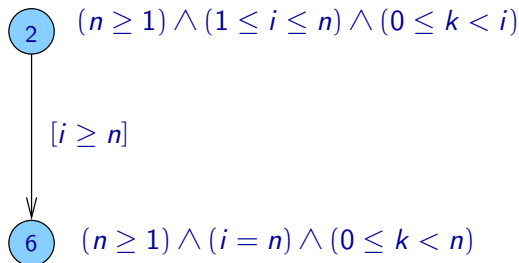 2 (n ≥ 1) ∧ (1 ≤ i ≤ n) ∧ (0 ≤ k < i)
[i ≥ n]
6 (n ≥ 1) ∧ (i = n) ∧ (0 ≤ k < n)